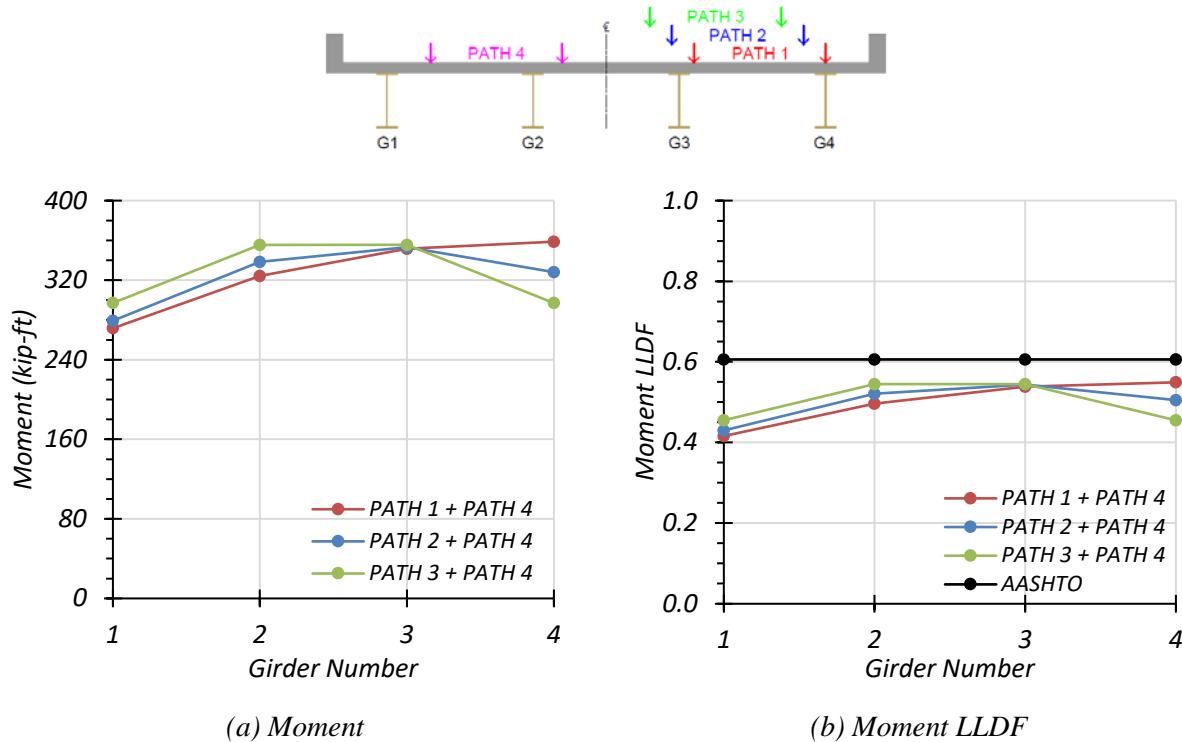 ℄
PATH 3
PATH 2
PATH 4
PATH 1
G1 G2 G3 G4
400
320
240
160
80
0
Moment (kip-ft)
PATH 1 + PATH 4
PATH 2 + PATH 4
PATH 3 + PATH 4
1 2 3 4
Girder Number
(a) Moment
1.0
0.8
0.6
0.4
0.2
0.0
Moment LLDF
PATH 1 + PATH 4
PATH 2 + PATH 4
PATH 3 + PATH 4
AASHTO
1 2 3 4
Girder Number
(b) Moment LLDF